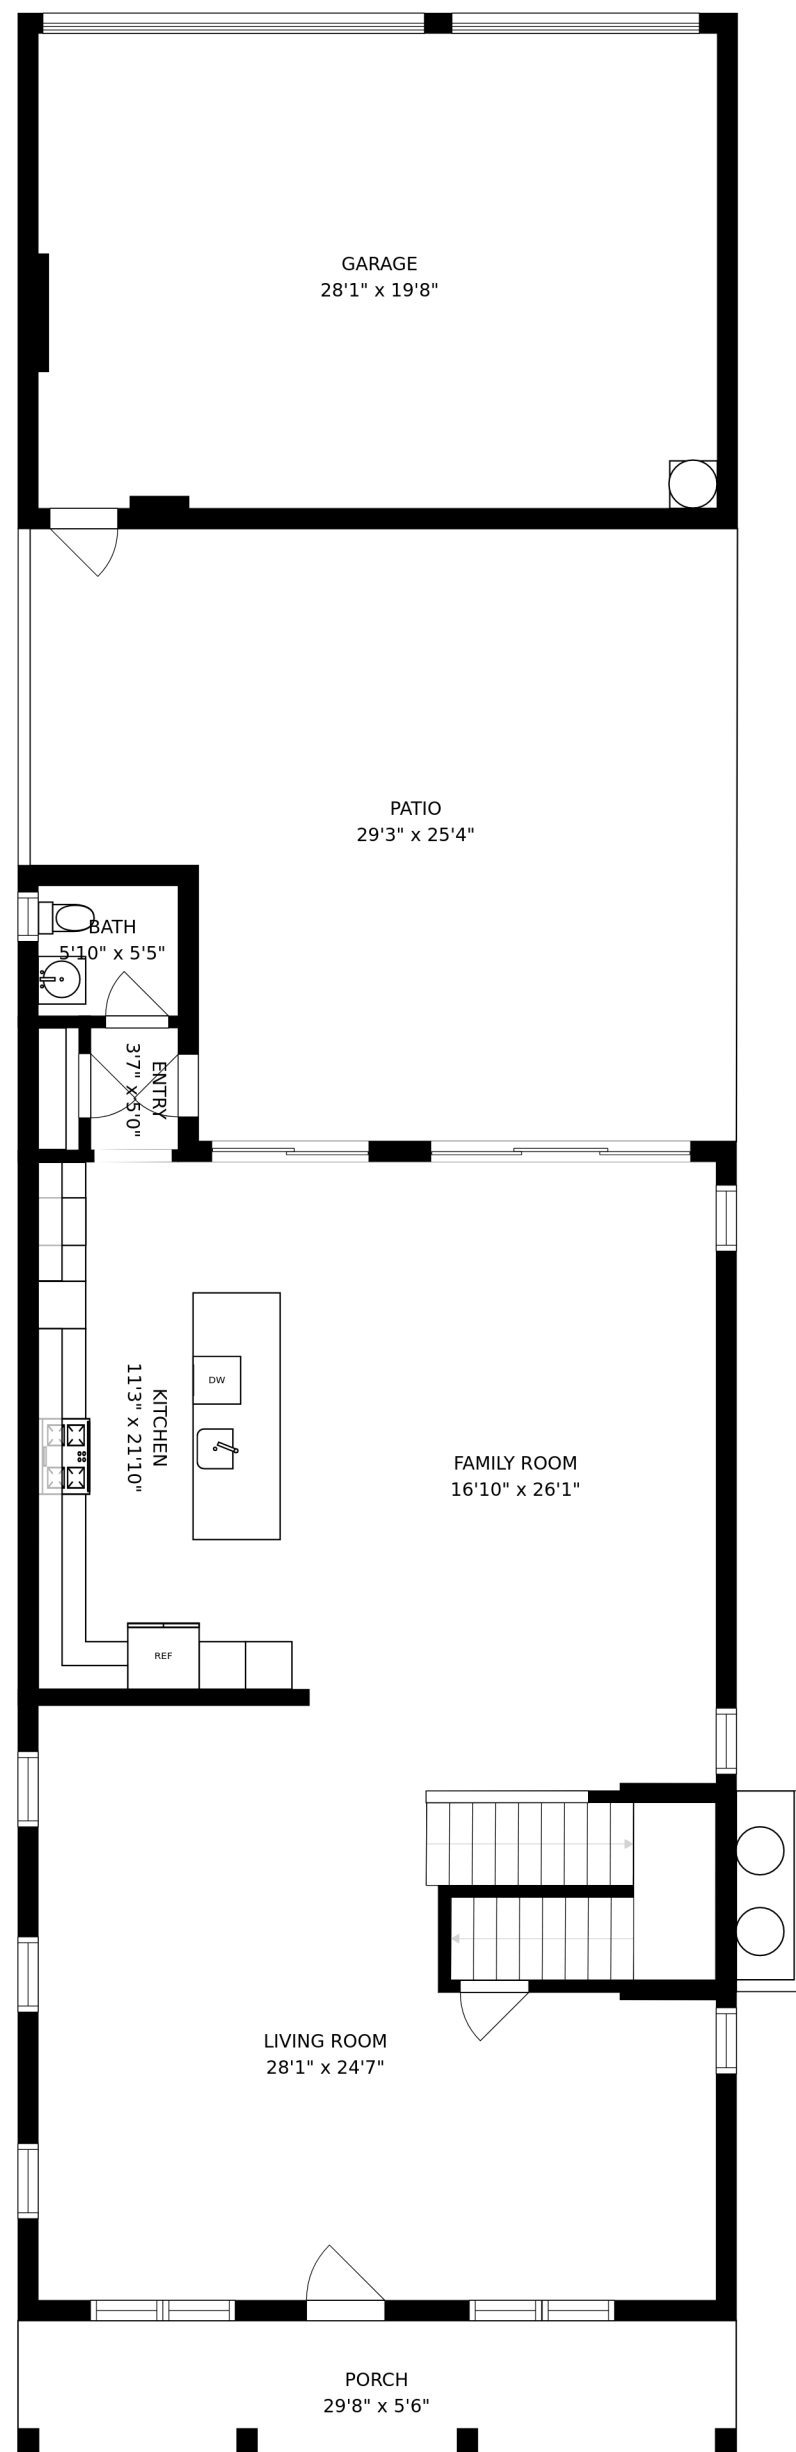 GARAGE
28'1" x 19'8"
PATIO
29'3" x 25'4"
BATH
5'10" x 5'5"
ENTRY
3'7" x 5'0"
DW
KITCHEN
11'3" x 21'10"
FAMILY ROOM
16'10" x 26'1"
REF
LIVING ROOM
28'1" x 24'7"
PORCH
29'8" x 5'6"